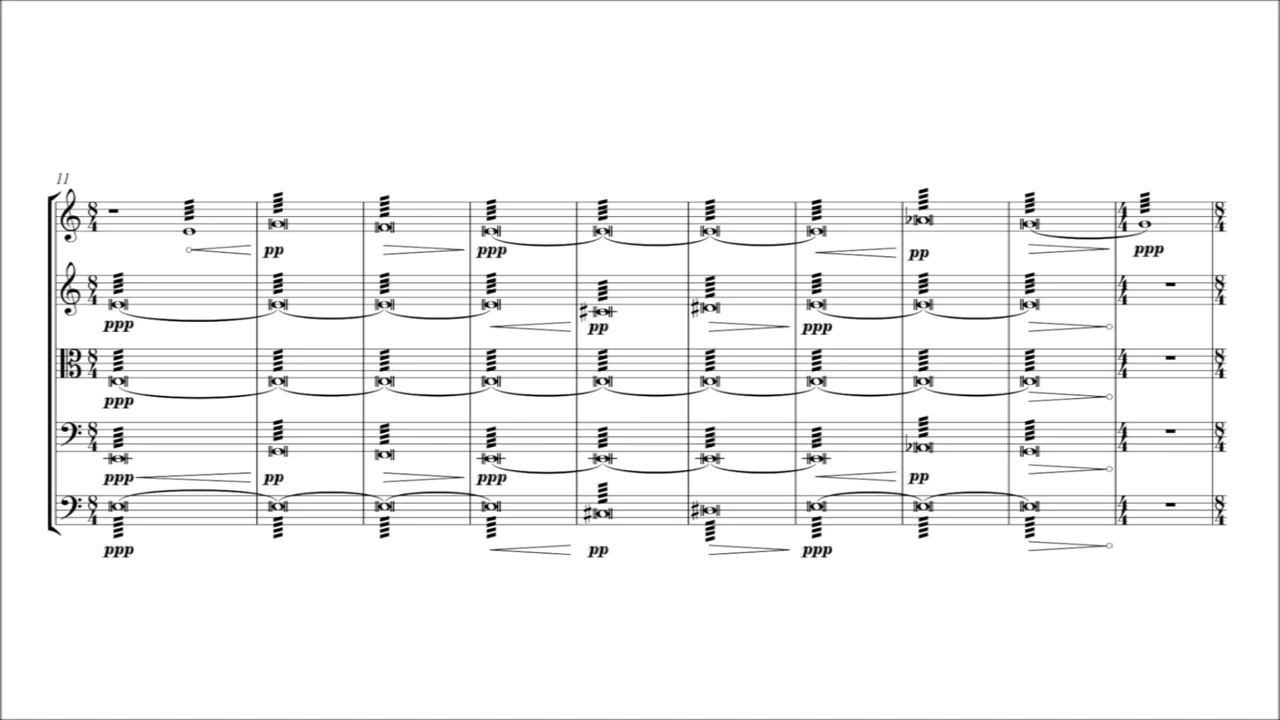 11
8 4 pp ppp pp 4 4 ppp 8 4
8 4 ppp pp ppp 4 4 8 4
8 4 ppp 4 4 8 4
8 4 ppp pp ppp pp 4 4 8 4
8 4 ppp pp ppp 4 4 8 4